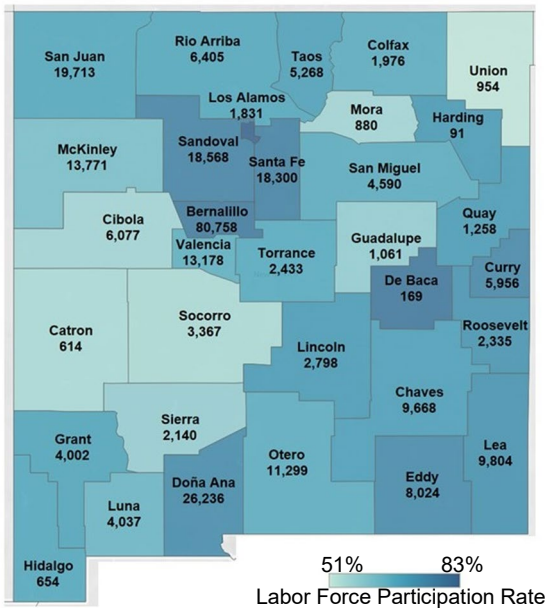 San Juan
19,713
Rio Arriba
6,405
Taos
5,268
Colfax
1,976
Union
954
Los Alamos
1,831
Mora
880
Harding
91
McKinley
13,771
Sandoval
18,568
Santa Fe
18,300
San Miguel
4,590
Cibola
6,077
Bernalillo
80,758
Valencia
13,178
Torrance
2,433
Guadalupe
1,061
Quay
1,258
De Baca
169
Curry
5,956
Catron
614
Socorro
3,367
Lincoln
2,798
Roosevelt
2,335
Chaves
9,668
Sierra
2,140
Grant
4,002
Otero
11,299
Lea
9,804
Doña Ana
26,236
Eddy
8,024
Luna
4,037
Hidalgo
654
51% 83%
Labor Force Participation Rate